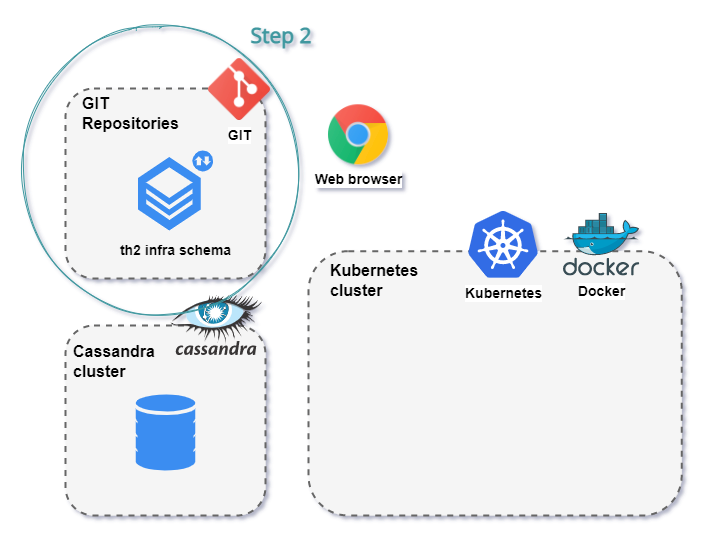 Step 2
GIT
Repositories
GIT
th2 infra schema
Web browser
Kubernetes
cluster
Kubernetes
docker
Docker
cassandra
Cassandra
cluster